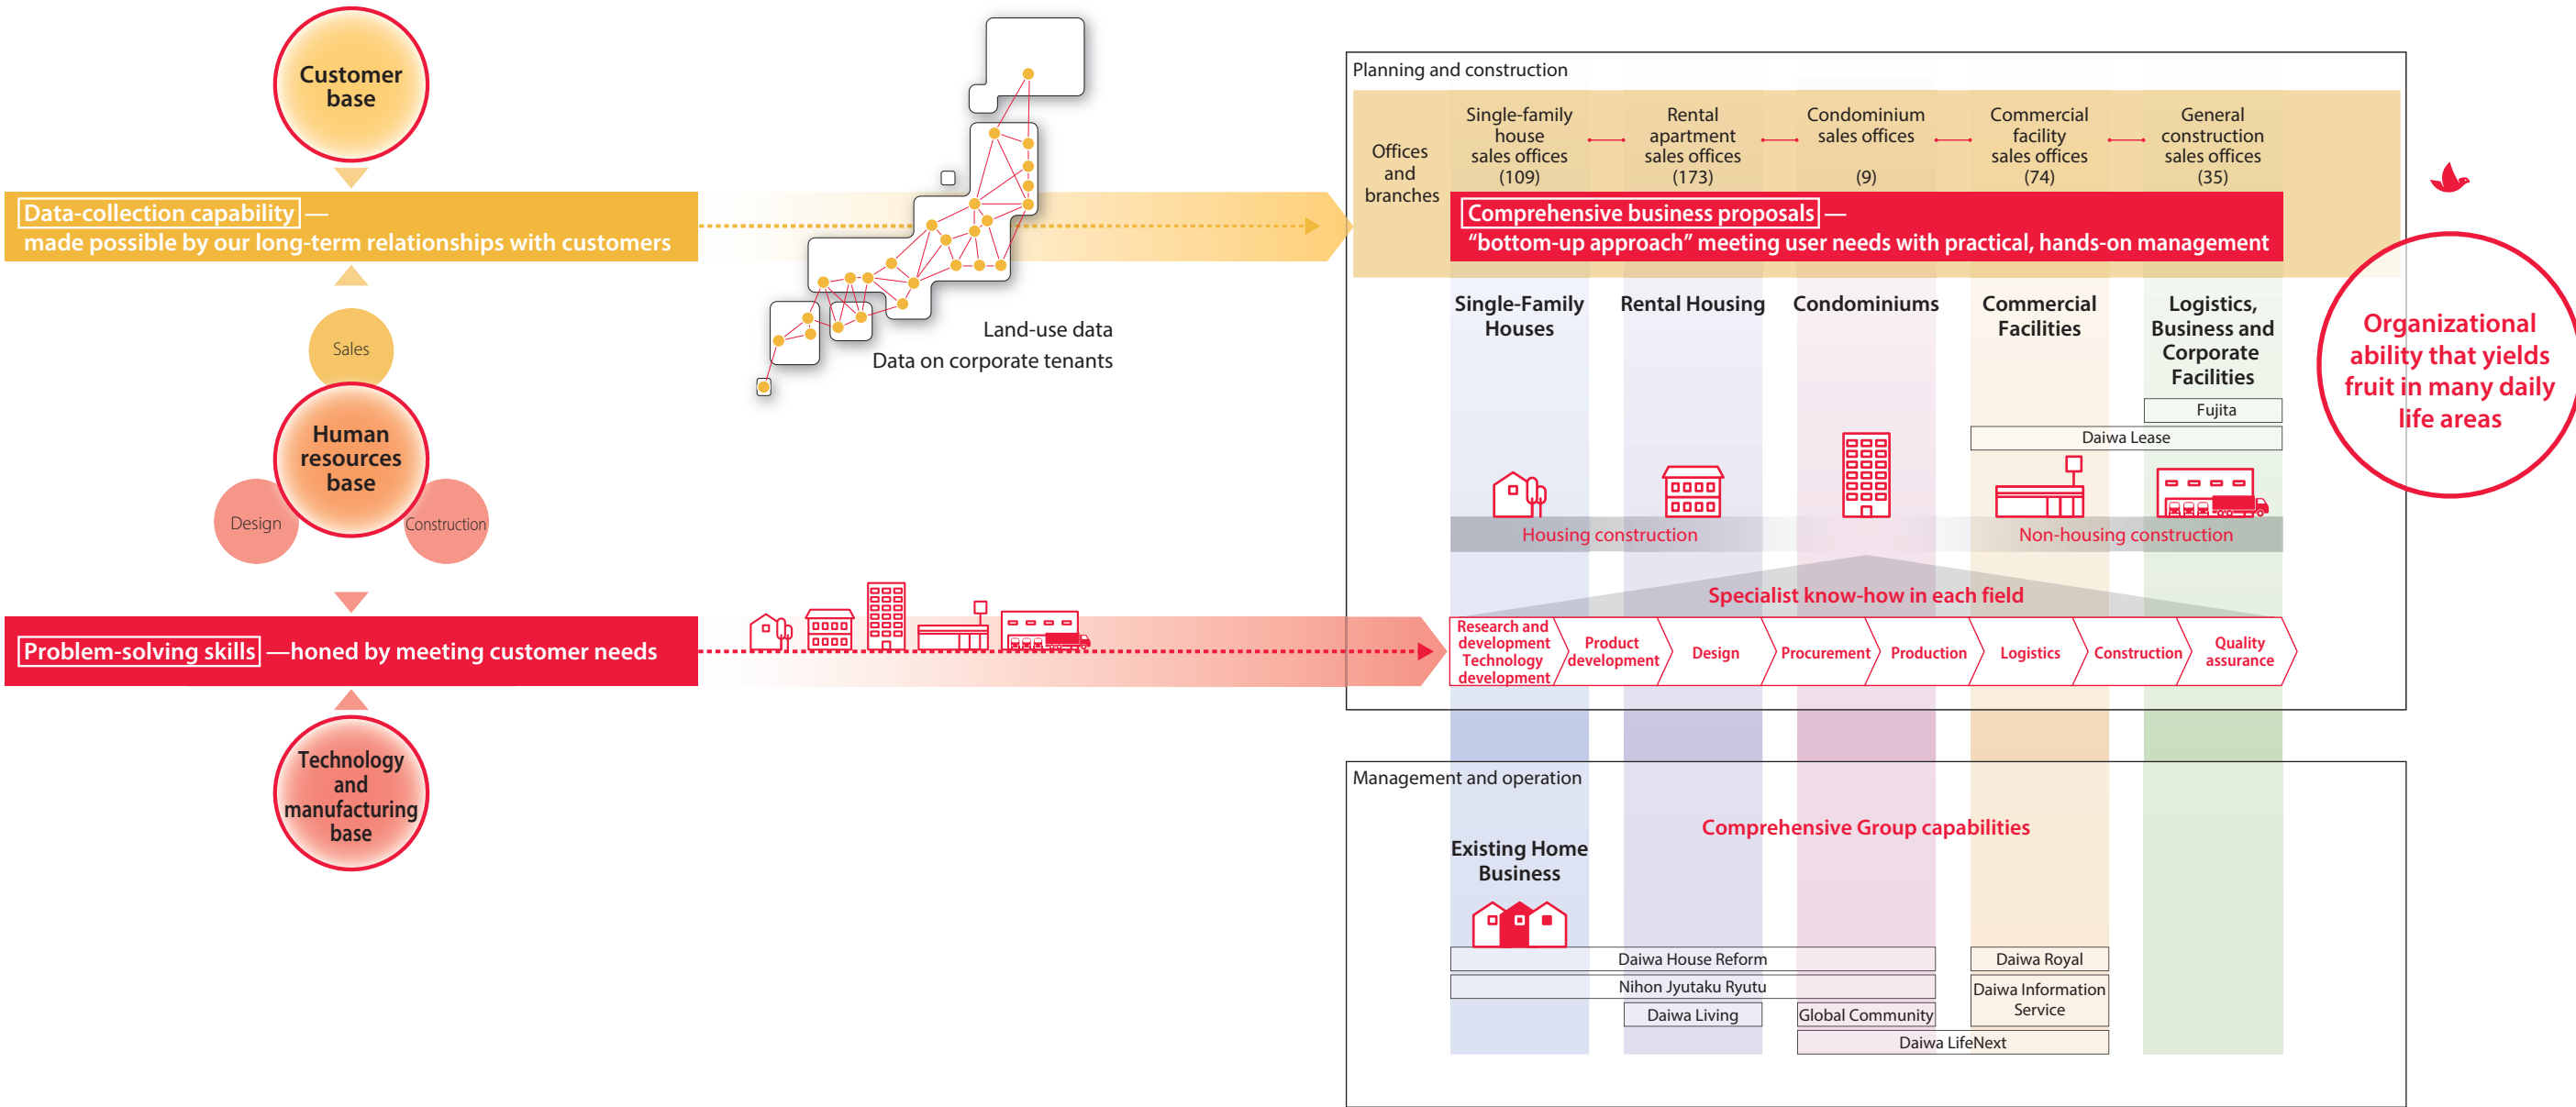 Customer
base
Data-collection capability —
made possible by our long-term relationships with customers
Sales
Human
resources
base
Design
Construction
Problem-solving skills —honed by meeting customer needs
Technology
and
manufacturing
base
Land-use data
Data on corporate tenants
Planning and construction
Offices
and
branches
Single-family
house
sales offices
(109)
Rental
apartment
sales offices
(173)
Condominium
sales offices
(9)
Commercial
facility
sales offices
(74)
General
construction
sales offices
(35)
Comprehensive business proposals —
“bottom-up approach” meeting user needs with practical, hands-on management
Single-Family
Houses
Rental Housing
Condominiums
Commercial
Facilities
Logistics,
Business and
Corporate
Facilities
Fujita
Daiwa Lease
Housing construction
Non-housing construction
Specialist know-how in each field
Research and
development
Technology
development
Product
development
Design
Procurement
Production
Logistics
Construction
Quality
assurance
Organizational
ability that yields
fruit in many daily
life areas
Management and operation
Comprehensive Group capabilities
Existing Home
Business
Daiwa House Reform
Daiwa Royal
Nihon Jyutaku Ryutu
Daiwa Information
Service
Daiwa Living
Global Community
Daiwa LifeNext